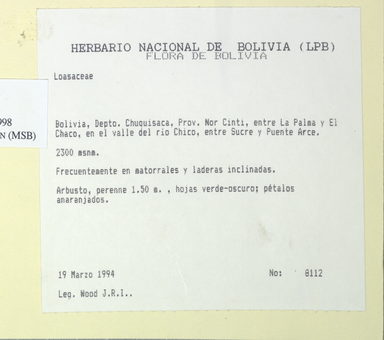 HERBARIO NACIONAL DE BOLIVIA (LPB)
FLORA DE BOLIVIA
Loasaceae
Bolivia, Depto. Chuquisaca, Prov. Nor Cinti, entre La Palma y El
Chaco, en el valle del rio Chico, entre Sucre y Puente Arce.
2300 msnm.
Frecuentemente en matorrales y laderas inclinadas.
Arbusto, perenne 1.50 m. , hojas verde-oscuro; pétalos
anaranjados.
19 Marzo 1994 No: 8112
Leg. Wood J.R.I..
998
N (MSB)